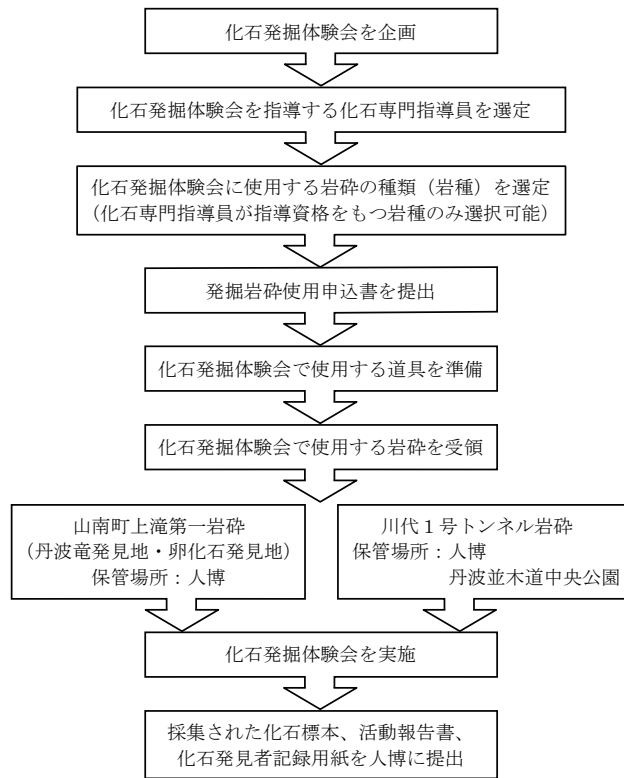 化石発掘体験会を企画
化石発掘体験会を指導する化石専門指導員を選定
化石発掘体験会に使用する岩砕の種類（岩種）を選定
（化石専門指導員が指導資格をもつ岩種のみ選択可能）
発掘岩砕使用申込書を提出
化石発掘体験会で使用する道具を準備
化石発掘体験会で使用する岩砕を受領
山南町上滝第一岩砕
（丹波竜発見地・卵化石発見地）
保管場所：人博
川代１号トンネル岩砕
保管場所：人博
丹波並木道中央公園
化石発掘体験会を実施
採集された化石標本、活動報告書、
化石発見者記録用紙を人博に提出